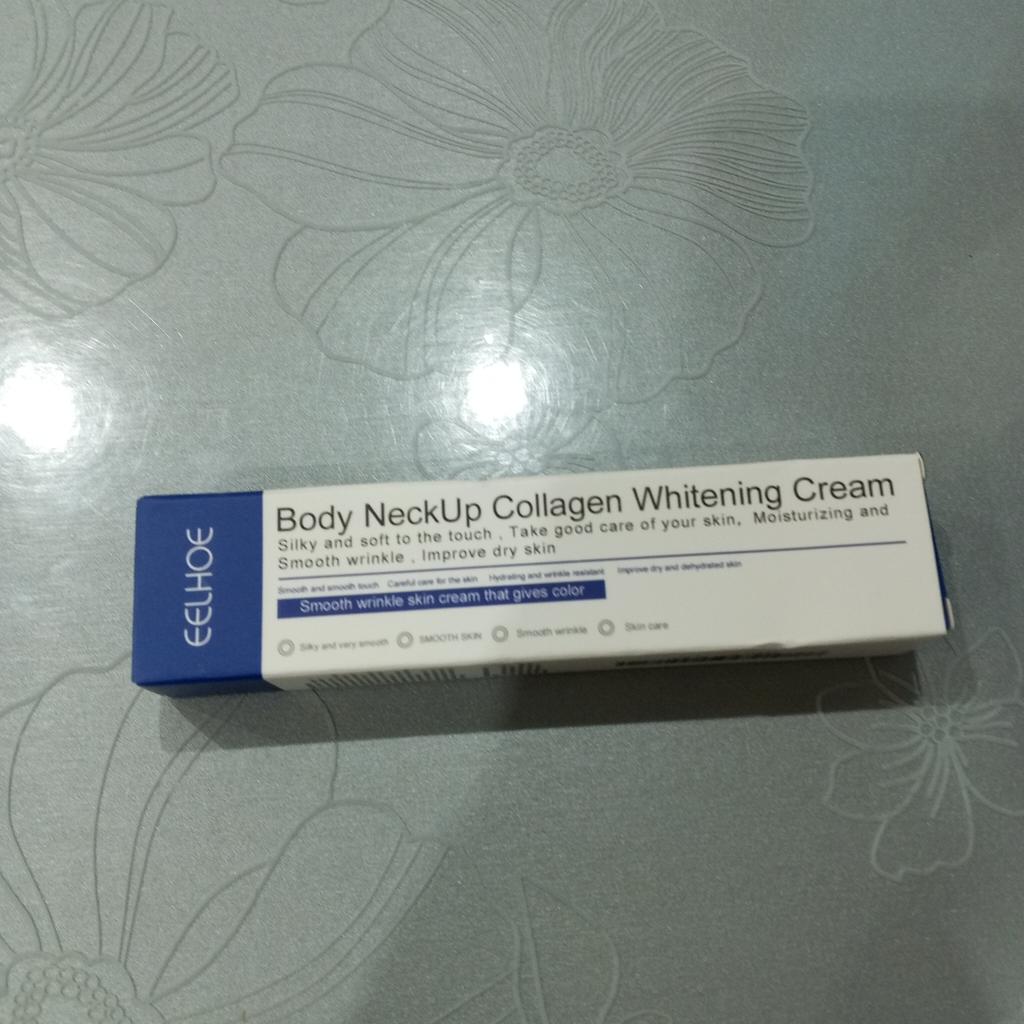 EELHOE
Body NeckUp Collagen Whitening Cream
Silky and soft to the touch , Take good care of your skin, Moisturizing and
Smooth wrinkle , Improve dry skin
Smooth and smooth touch Careful care for the skin Hydrating and wrinkle resistant Improve dry and dehydrated skin
Smooth wrinkle skin cream that gives color
Silky and very smooth SMOOTH SKIN Smooth wrinkle Skin care